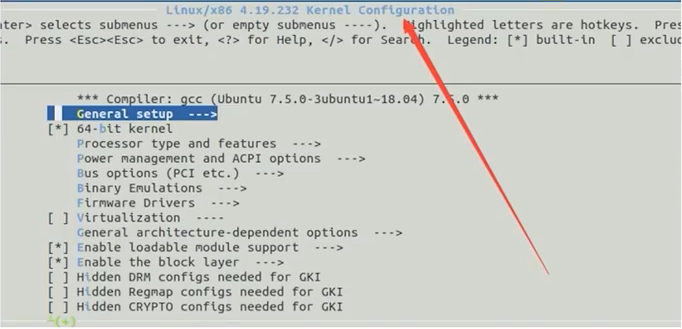 Linux/x86 4.19.232 Kernel Configuration
ter> selects submenus ---> (or empty submenus ----). Highlighted letters are hotkeys. Pres
s. Press <Esc><Esc> to exit, <?> for Help, </> for Search. Legend: [*] built-in [ ] exclud
*** Compiler: gcc (Ubuntu 7.5.0-3ubuntu1~18.04) 7.5.0 ***
General setup --->
[*] 64-bit kernel
Processor type and features --->
Power management and ACPI options --->
Bus options (PCI etc.) --->
Binary Emulations --->
Firmware Drivers --->
[ ] Virtualization ----
General architecture-dependent options --->
[*] Enable loadable module support --->
[*] Enable the block layer --->
[ ] Hidden DRM configs needed for GKI
[ ] Hidden Regmap configs needed for GKI
[ ] Hidden CRYPTO configs needed for GKI
┴(+)